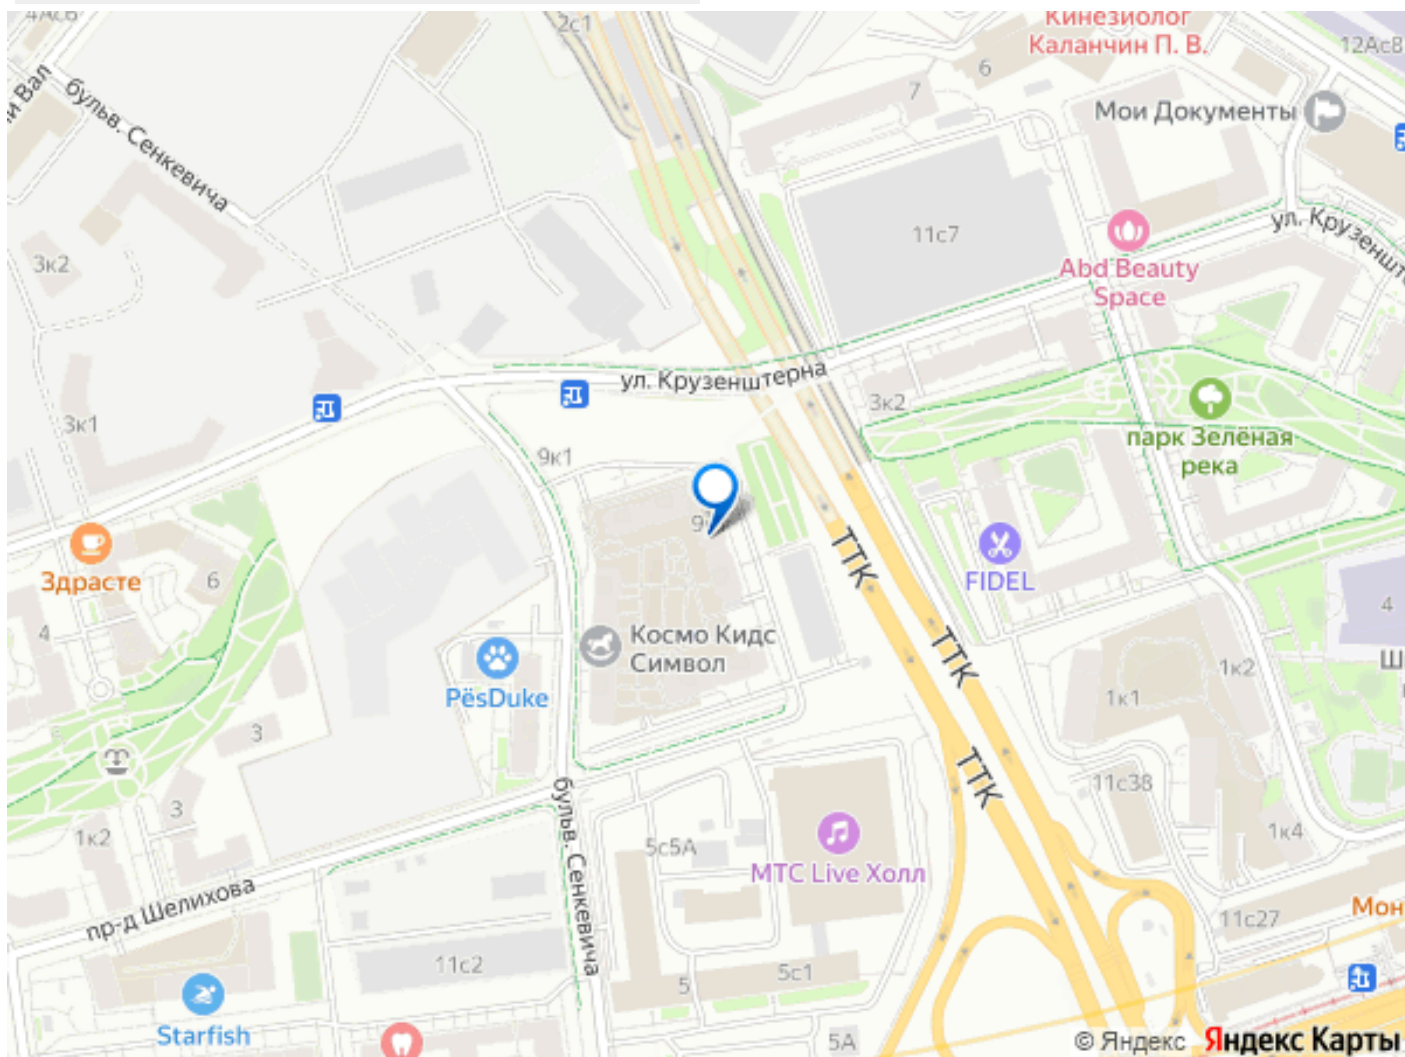 2с1
Кинезиолог
Каланчин П. В.
12Ас8
6
7
Мои Документы
бульв. Сенкевича
ул. Крузеншт
11с7
Abd Beauty
Space
3к2
ул. Крузенштерна
3к2
3к1
парк Зелёная
река
9к1
ТТК
Здрасте
6
FIDEL
4
4
Космо Кидс
Символ
ТТК
1к2
PёsDuke
1к1
3
ТТК
11с38
3
1к2
бульв. Сенкевича
5с5А
1к4
МТС Live Холл
пр-д Шелихова
11с27
Мон
11с2
5
5с1
Starfish
5А
© Яндекс
Яндекс Карты